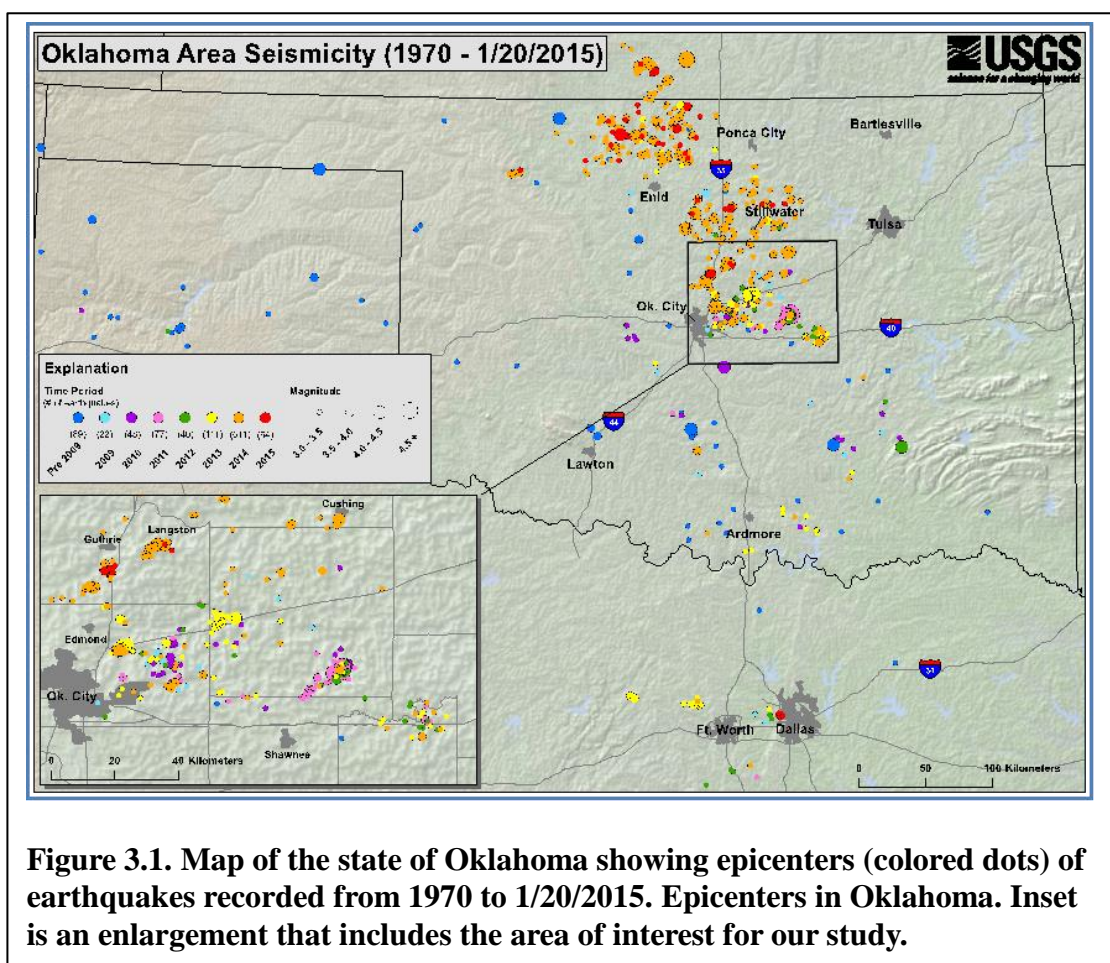 Oklahoma Area Seismicity (1970 - 1/20/2015)
USGS
science for a changing world
Ponca City
Bartlesville
35
Enid
Stillwater
Tulsa
Ok. City
40
Explanation
Time Period
Magnitude
(89) (22) (77)
Pre 2009 2009 2010 2011 2012 2013 2014 2015
3.0 - 3.5 3.5 - 4.0 4.0 - 4.5 4.5 +
44
Lawton
Ardmore
Cushing
Langston
Guthrie
Edmond
Ok. City
Shawnee
0 20 40 Kilometers
Ft. Worth
Dallas
0 50 100 Kilometers
Figure 3.1. Map of the state of Oklahoma showing epicenters (colored dots) of
earthquakes recorded from 1970 to 1/20/2015. Epicenters in Oklahoma. Inset
is an enlargement that includes the area of interest for our study.